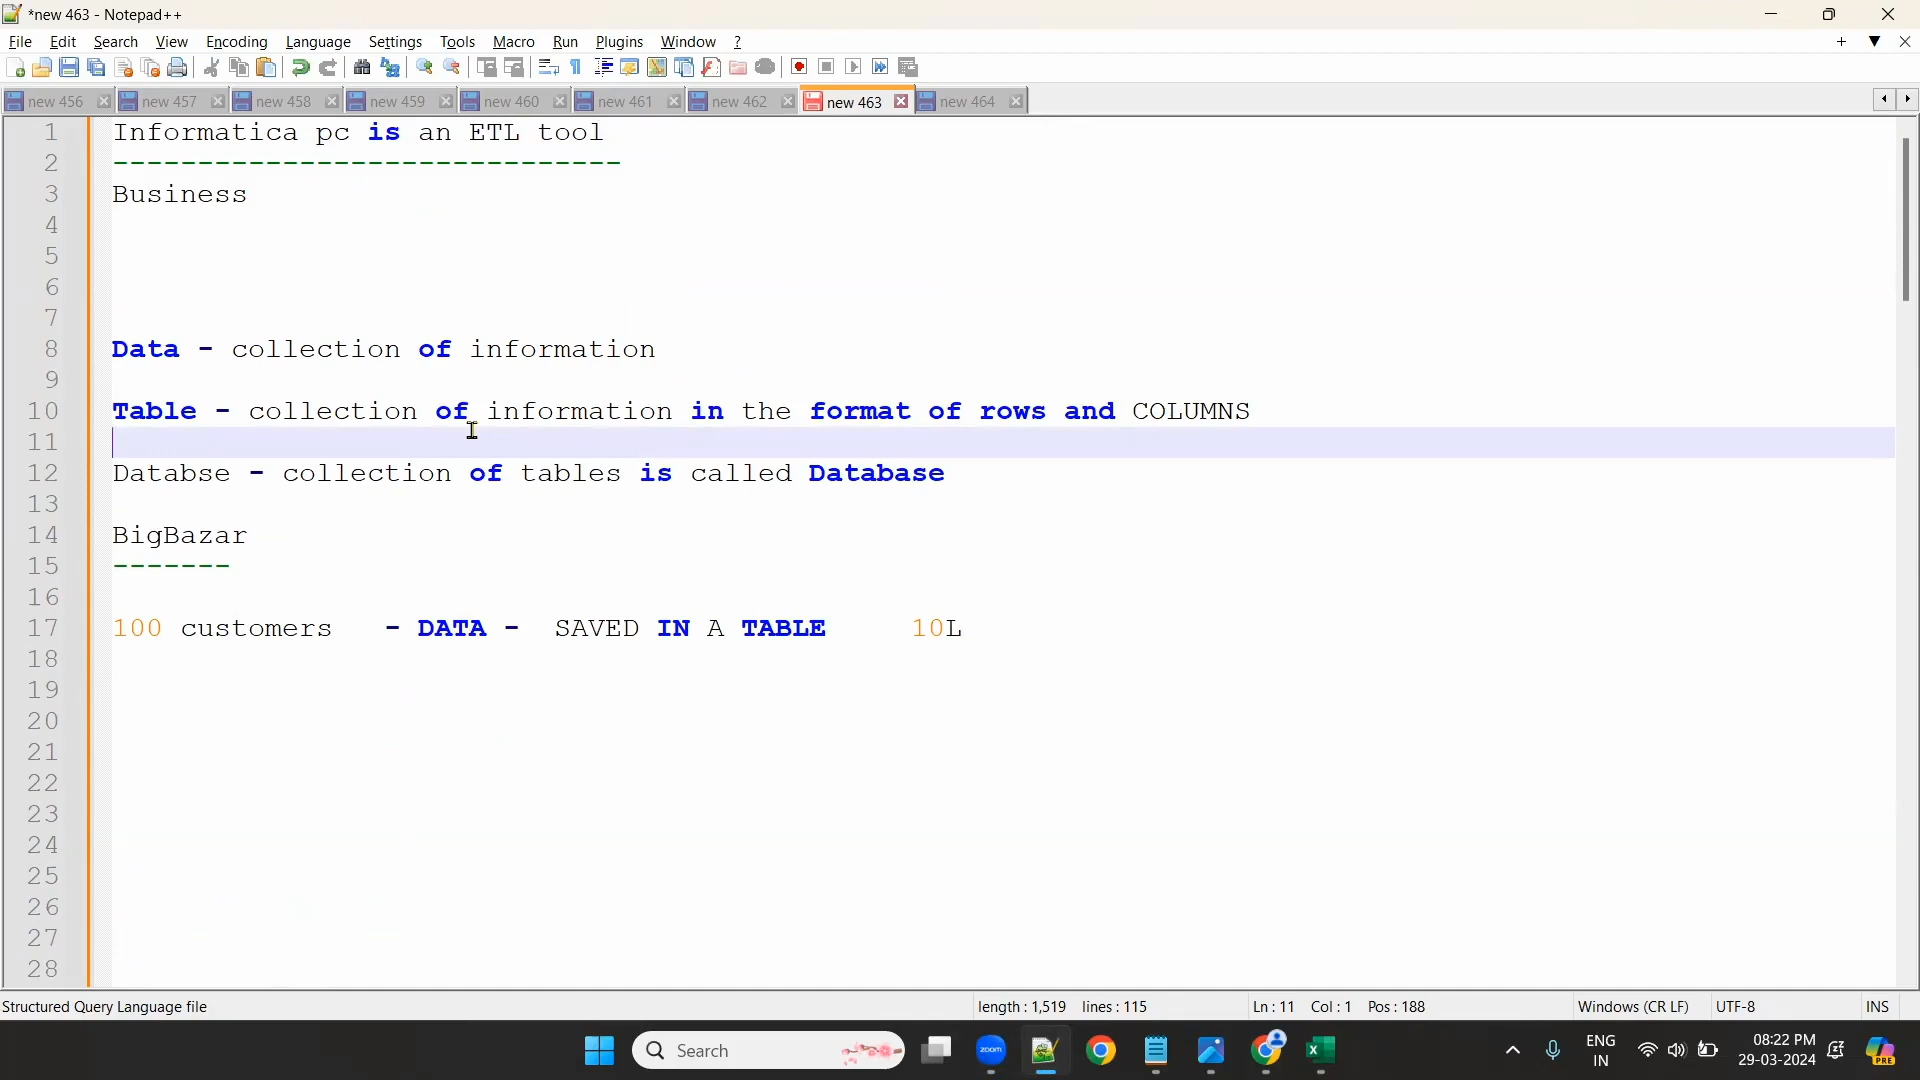 *new 463 - Notepad++
File Edit Search View Encoding Language Settings Tools Macro Run Plugins Window ?
new 456 new 457 new 458 new 459 new 460 new 461 new 462 new 463 new 464
1 Informatica pc is an ETL tool
2 ------------------------------
3 Business
4
5
6
7
8 Data - collection of information
9
10 Table - collection of information in the format of rows and COLUMNS
11
12 Databse - collection of tables is called Database
13
14 BigBazar
15 -------
16
17 100 customers - DATA - SAVED IN A TABLE 10L
18
19
20
21
22
23
24
25
26
27
28
Structured Query Language file length : 1,519 lines : 115 Ln : 11 Col : 1 Pos : 188 Windows (CR LF) UTF-8 INS
Search zoom ENG 08:22 PM
IN 29-03-2024 PRE